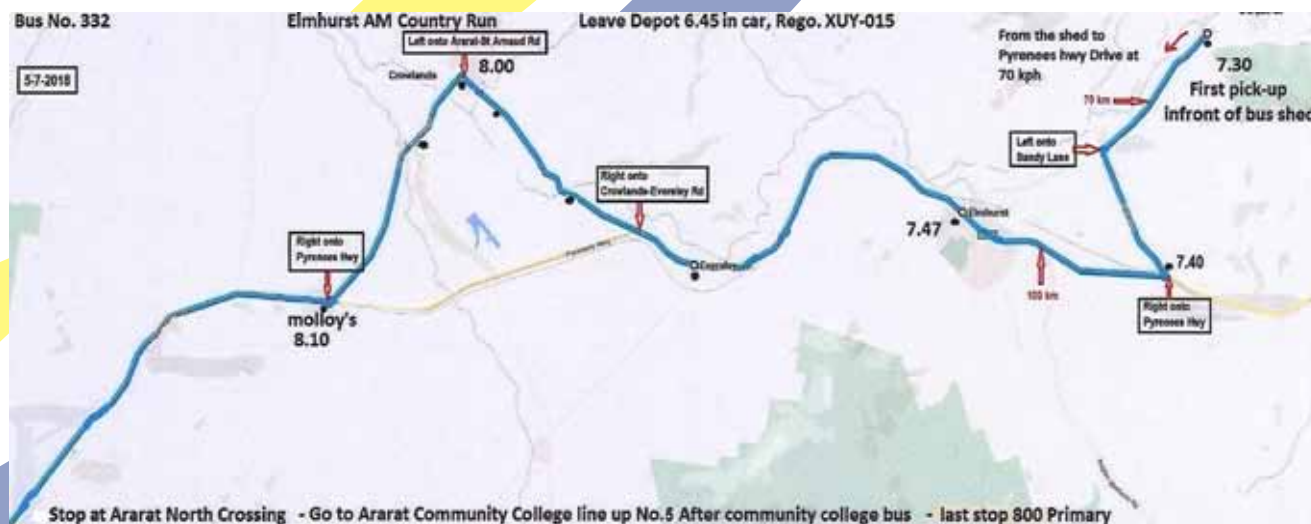 Bus No. 332
Elmhurst AM Country Run
Leave Depot 6.45 in car, Rego. XUY-015
Left onto Ararat-St Arnaud Rd
From the shed to
Pyrenees hwy Drive at
70 kph
5-7-2018
Crowlands
8.00
7.30
First pick-up
infront of bus shed
70 km
Left onto
Sandy Lane
Right onto
Crowlands-Eversley Rd
Right onto
Pyrenees Hwy
Elmhurst
7.47
Pyrenees Hwy
Eversley
7.40
100 km
Right onto
Pyrenees Hwy
molloy's
8.10
Stop at Ararat North Crossing - Go to Ararat Community College line up No.5 After community college bus - last stop 800 Primary